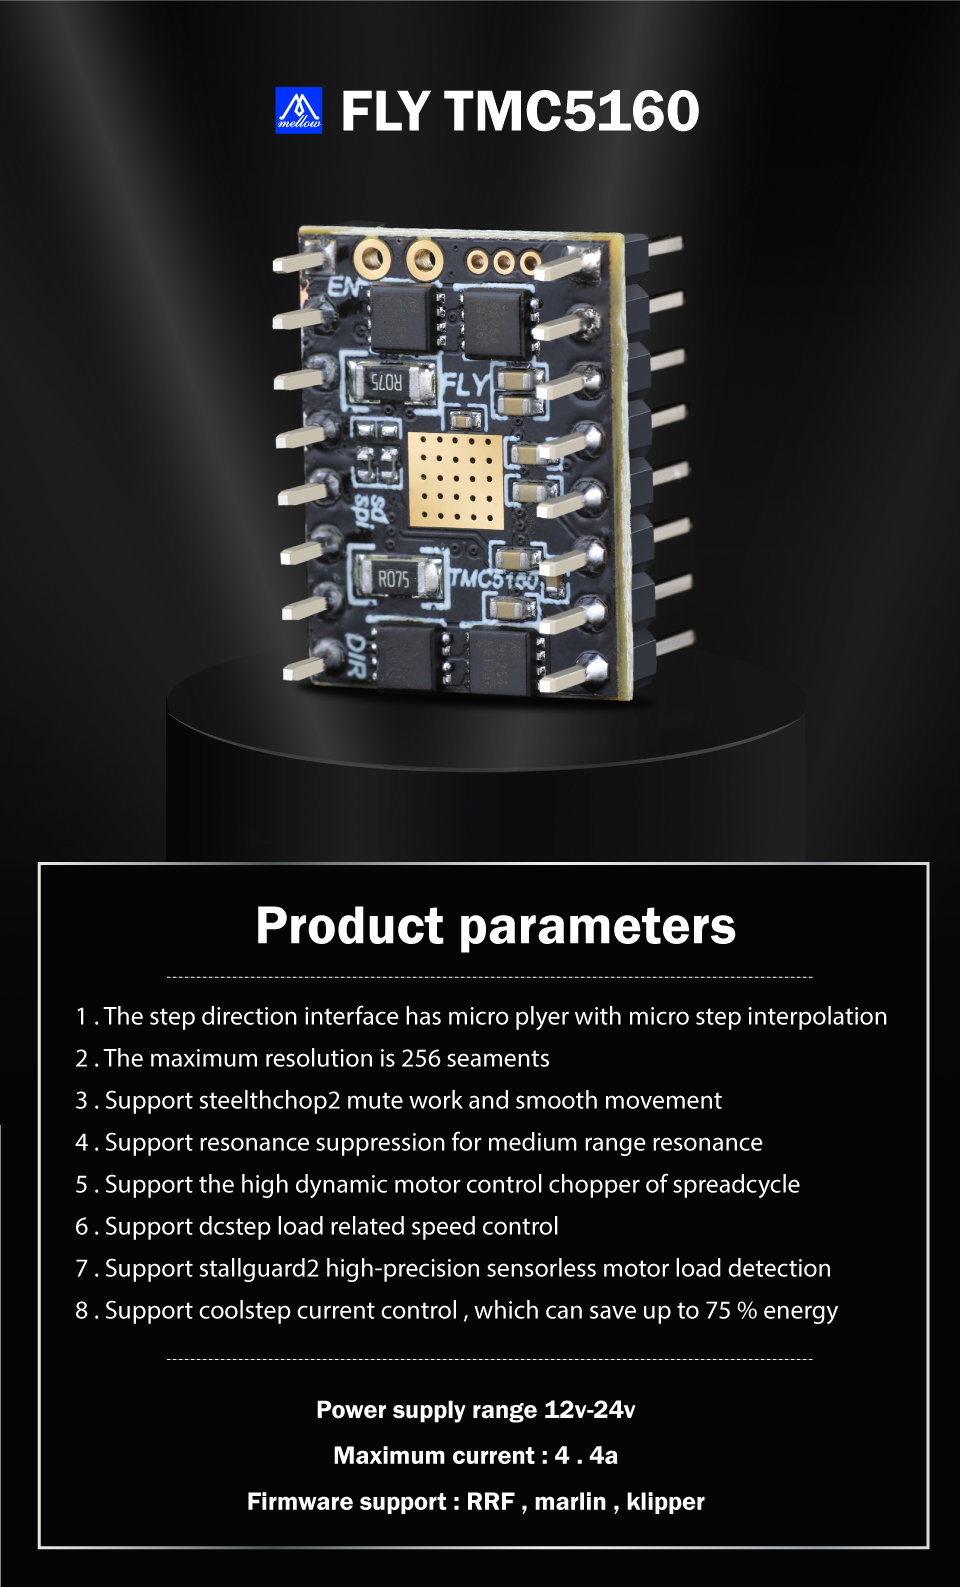 mellow FLY TMC5160
EN
R075
FLY
sd
spi
R075
TMC5160
DIR
Product parameters
1 . The step direction interface has micro plyer with micro step interpolation
2 . The maximum resolution is 256 seaments
3 . Support steelthchop2 mute work and smooth movement
4 . Support resonance suppression for medium range resonance
5 . Support the high dynamic motor control chopper of spreadcycle
6 . Support dcstep load related speed control
7 . Support stallguard2 high-precision sensorless motor load detection
8 . Support coolstep current control , which can save up to 75 % energy
Power supply range 12v-24v
Maximum current : 4 . 4a
Firmware support : RRF , marlin , klipper